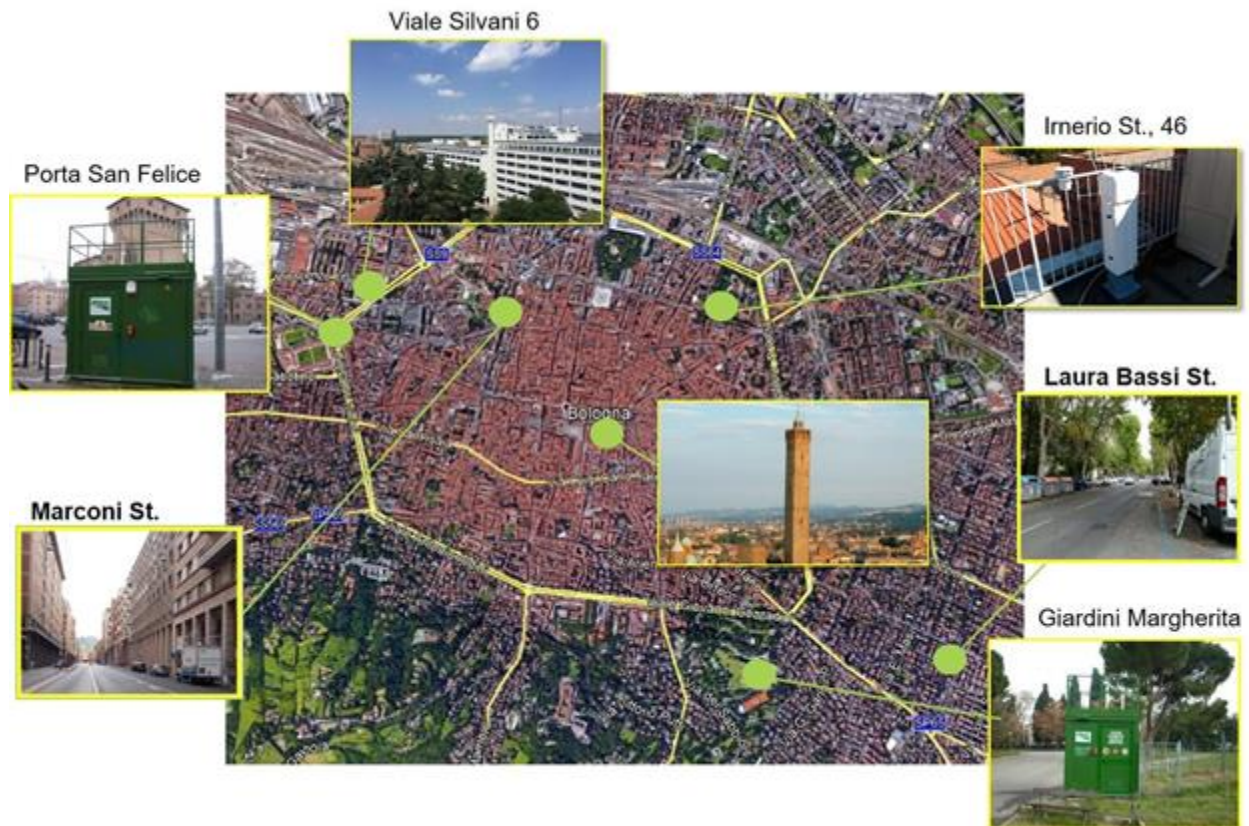 Viale Silvani 6
Irnerio St., 46
Porta San Felice
Laura Bassi St.
Bologna
Marconi St.
Giardini Margherita